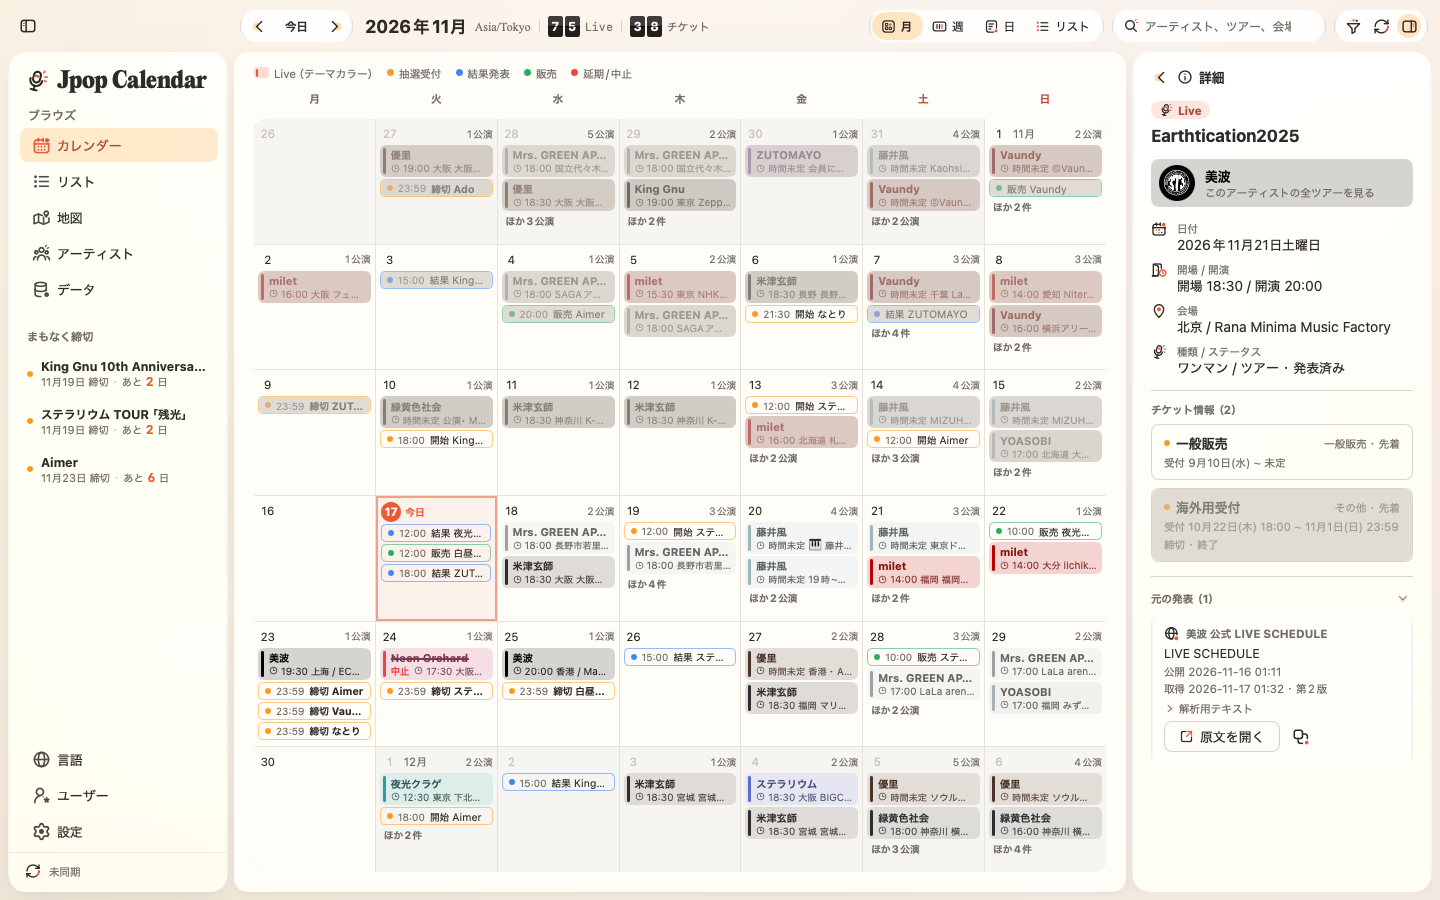 今日
2026年11月
Asia/Tokyo
75 Live
38 チケット
月
週
日
リスト
アーティスト、ツアー、会場
Jpop Calendar
ブラウズ
カレンダー
リスト
地図
アーティスト
データ
まもなく締切
King Gnu 10th Anniversa...
11月19日 締切 · あと 2 日
ステラリウム TOUR「残光」
11月19日 締切 · あと 2 日
Aimer
11月23日 締切 · あと 6 日
言語
ユーザー
設定
未同期
Live (テーマカラー)
抽選受付
結果発表
販売
延期/中止
月 火 水 木 金 土 日
26
27 1公演
優里
19:00 大阪 大阪...
23:59 締切 Ado
28 5公演
Mrs. GREEN AP...
18:00 国立代々木...
優里
18:30 大阪 大阪...
ほか3公演
29 2公演
Mrs. GREEN AP...
18:00 国立代々木...
King Gnu
19:00 東京 Zepp...
ほか2件
30 1公演
ZUTOMAYO
時間未定 会員に...
31 4公演
藤井風
時間未定 Kaohsi...
Vaundy
時間未定 ©Vaun...
ほか2公演
1 11月 2公演
Vaundy
時間未定 ©Vaun...
販売 Vaundy
ほか2件
2 1公演
milet
16:00 大阪 フェ...
3
15:00 結果 King...
4 1公演
Mrs. GREEN AP...
18:00 SAGAア...
20:00 販売 Aimer
5 2公演
milet
15:30 東京 NHK...
Mrs. GREEN AP...
18:00 SAGAア...
6 1公演
米津玄師
18:30 長野 長野...
21:30 開始 なとり
7 3公演
Vaundy
時間未定 千葉 La...
結果 ZUTOMAYO
ほか4件
8 3公演
milet
14:00 愛知 Niter...
Vaundy
16:00 横浜アリー...
ほか2件
9
23:59 締切 ZUT...
10 1公演
緑黄色社会
時間未定 公演• M...
18:00 開始 King...
11 1公演
米津玄師
18:30 神奈川 K-...
12 1公演
米津玄師
18:30 神奈川 K-...
13 3公演
12:00 開始 ステ...
milet
16:00 北海道 札...
ほか2公演
14 4公演
藤井風
時間未定 MIZUH...
12:00 開始 Aimer
ほか3公演
15 2公演
藤井風
時間未定 MIZUH...
YOASOBI
17:00 北海道 大...
ほか2件
16
17 今日
12:00 結果 夜光...
12:00 販売 白昼...
18:00 結果 ZUT...
18 2公演
Mrs. GREEN AP...
18:00 長野市若里...
米津玄師
18:30 大阪 大阪...
19 3公演
12:00 開始 ステ...
Mrs. GREEN AP...
18:00 長野市若里...
ほか4件
20 4公演
藤井風
時間未定 🎹 藤井...
藤井風
時間未定 19時~...
ほか2公演
21 3公演
藤井風
時間未定 東京ド...
milet
14:00 福岡 福岡...
ほか2件
22 1公演
10:00 販売 夜光...
milet
14:00 大分 iichik...
23 1公演
美波
19:30 上海 / EC...
23:59 締切 Aimer
23:59 締切 Vau...
23:59 締切 なとり
24 1公演
Neon Orchard
中止 17:30 大阪...
23:59 締切 ステ...
25 1公演
美波
20:00 香港 / Ma...
23:59 締切 白昼...
26
15:00 結果 ステ...
27 2公演
優里
時間未定 香港・A...
米津玄師
18:30 福岡 マリ...
28 3公演
10:00 販売 ステ...
Mrs. GREEN AP...
17:00 LaLa aren...
ほか2公演
29 2公演
Mrs. GREEN AP...
17:00 LaLa aren...
YOASOBI
17:00 福岡 みず...
30
1 12月 2公演
夜光クラゲ
12:30 東京 下北...
18:00 開始 Aimer
ほか2件
2
15:00 結果 King...
3 1公演
米津玄師
18:30 宮城 宮城...
4 2公演
ステラリウム
18:30 大阪 BIGC...
米津玄師
18:30 宮城 宮城...
5 5公演
優里
時間未定 ソウル...
緑黄色社会
18:00 神奈川 横...
ほか3公演
6 4公演
優里
時間未定 ソウル...
緑黄色社会
16:00 神奈川 横...
ほか4件
詳細
Live
Earthtication2025
美波
このアーティストの全ツアーを見る
日付
2026年11月21日土曜日
開場 / 開演
開場 18:30 / 開演 20:00
会場
北京 / Rana Minima Music Factory
種類 / ステータス
ワンマン / ツアー · 発表済み
チケット情報 (2)
一般販売 一般販売 · 先着
受付 9月10日(水) ~ 未定
海外用受付 その他 · 先着
受付 10月22日(木) 18:00 ~ 11月1日(日) 23:59
締切 · 終了
元の発表 (1)
美波 公式 LIVE SCHEDULE
LIVE SCHEDULE
公開 2026-11-16 01:11
取得 2026-11-17 01:32 · 第2版
解析用テキスト
原文を開く